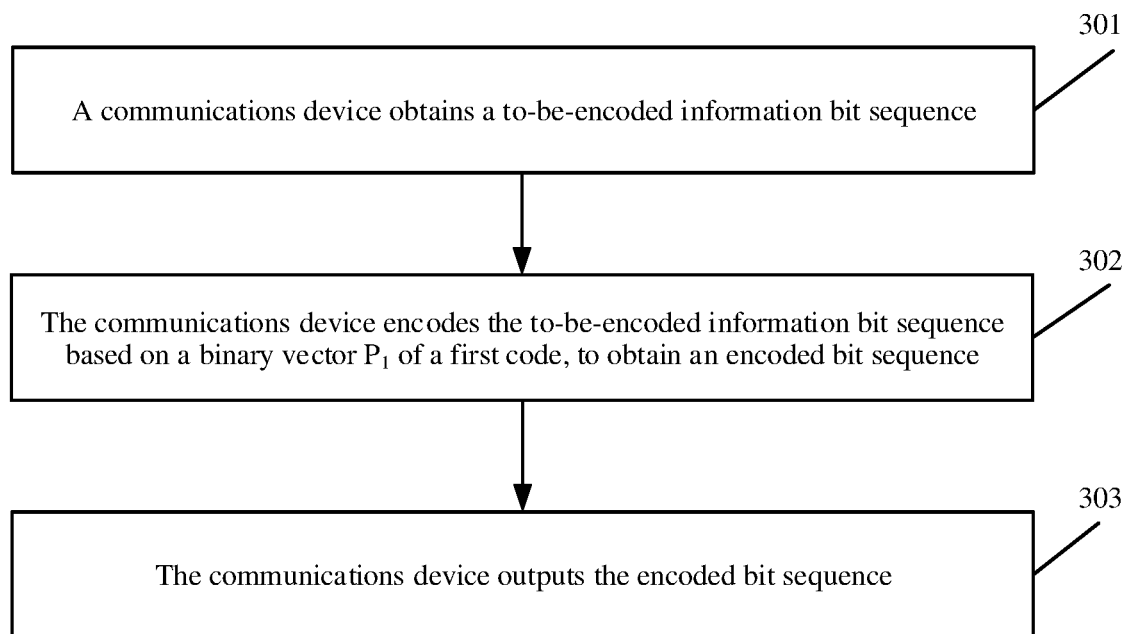 301
A communications device obtains a to-be-encoded information bit sequence
302
The communications device encodes the to-be-encoded information bit sequence
based on a binary vector P₁ of a first code, to obtain an encoded bit sequence
303
The communications device outputs the encoded bit sequence